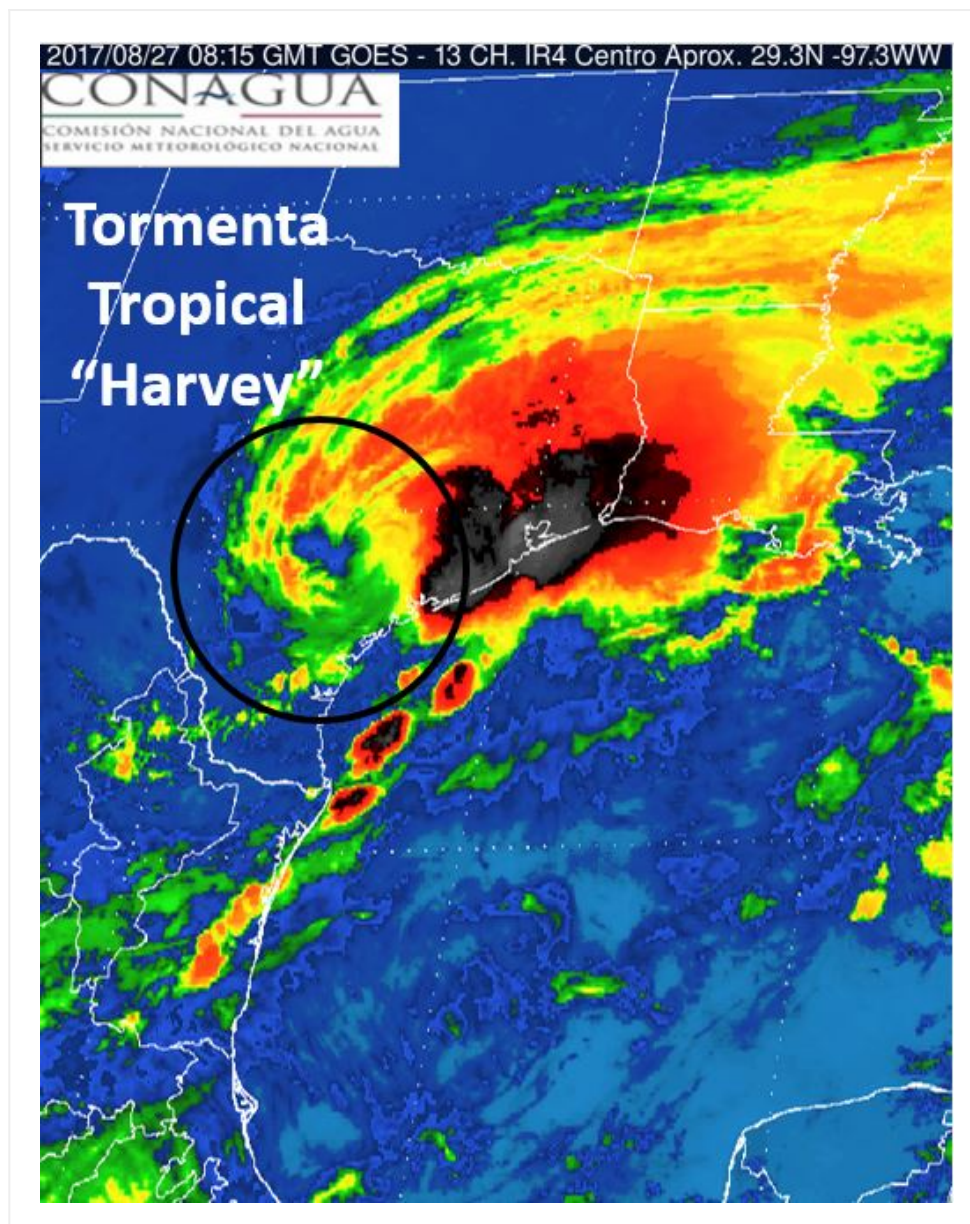 2017/08/27 08:15 GMT GOES - 13 CH. IR4 Centro Aprox. 29.3N -97.3WW
CONAGUA
COMISIÓN NACIONAL DEL AGUA
SERVICIO METEOROLÓGICO NACIONAL
Tormenta
Tropical
“Harvey”